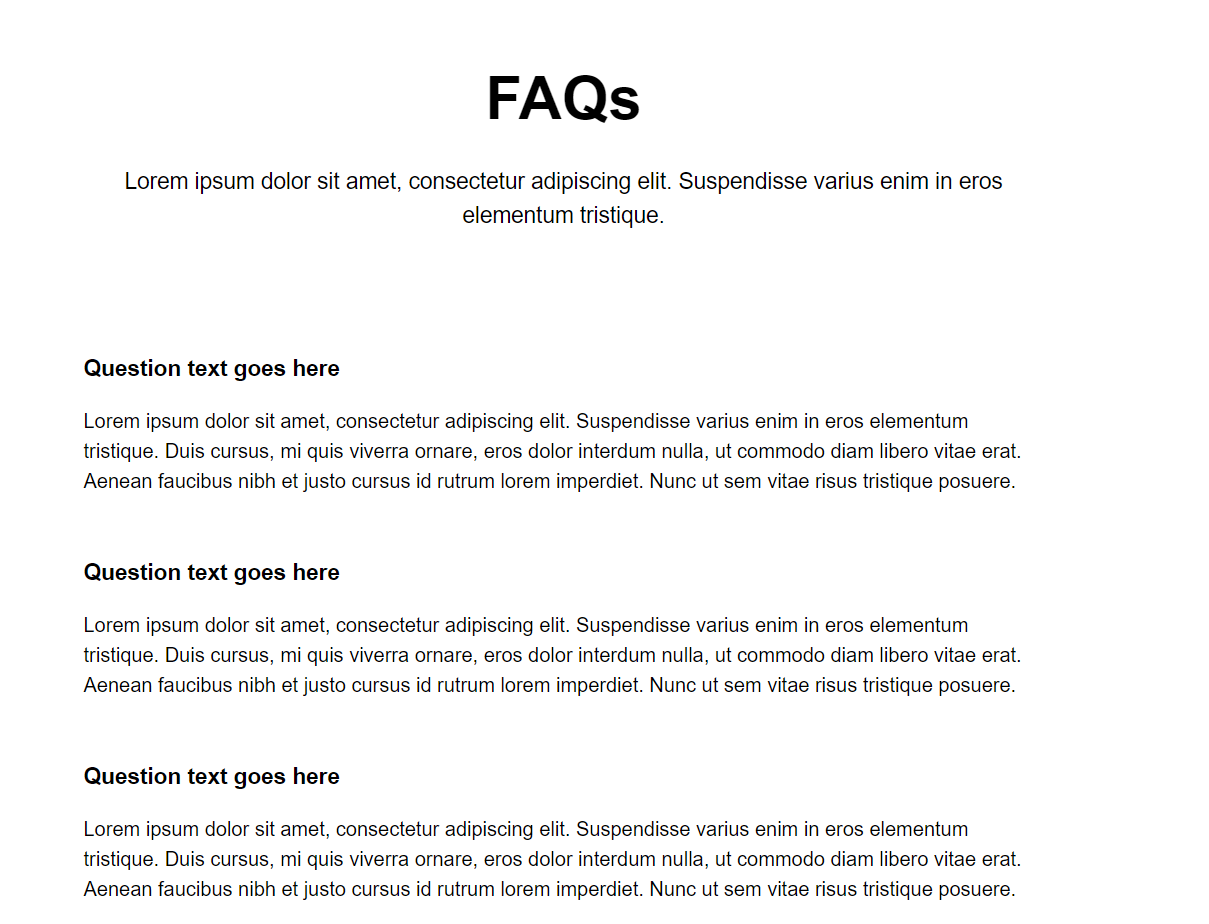 FAQs
Lorem ipsum dolor sit amet, consectetur adipiscing elit. Suspendisse varius enim in eros
elementum tristique.
Question text goes here
Lorem ipsum dolor sit amet, consectetur adipiscing elit. Suspendisse varius enim in eros elementum
tristique. Duis cursus, mi quis viverra ornare, eros dolor interdum nulla, ut commodo diam libero vitae erat.
Aenean faucibus nibh et justo cursus id rutrum lorem imperdiet. Nunc ut sem vitae risus tristique posuere.
Question text goes here
Lorem ipsum dolor sit amet, consectetur adipiscing elit. Suspendisse varius enim in eros elementum
tristique. Duis cursus, mi quis viverra ornare, eros dolor interdum nulla, ut commodo diam libero vitae erat.
Aenean faucibus nibh et justo cursus id rutrum lorem imperdiet. Nunc ut sem vitae risus tristique posuere.
Question text goes here
Lorem ipsum dolor sit amet, consectetur adipiscing elit. Suspendisse varius enim in eros elementum
tristique. Duis cursus, mi quis viverra ornare, eros dolor interdum nulla, ut commodo diam libero vitae erat.
Aenean faucibus nibh et justo cursus id rutrum lorem imperdiet. Nunc ut sem vitae risus tristique posuere.